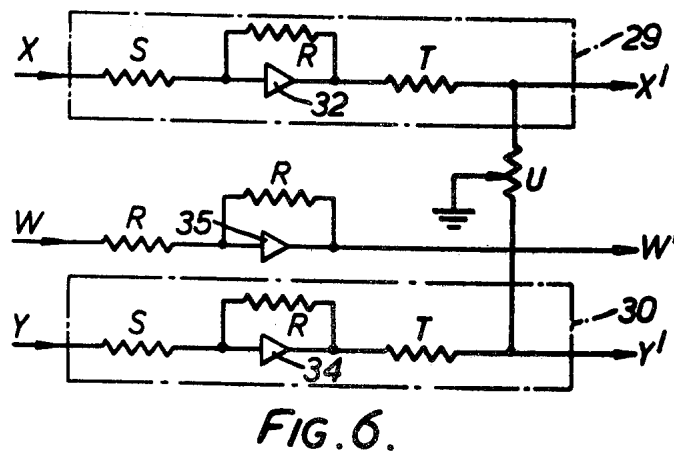 X S R 32 T 29 X'
U
W R 35 R W'
Y S R 34 T 30 Y'
FIG. 6.